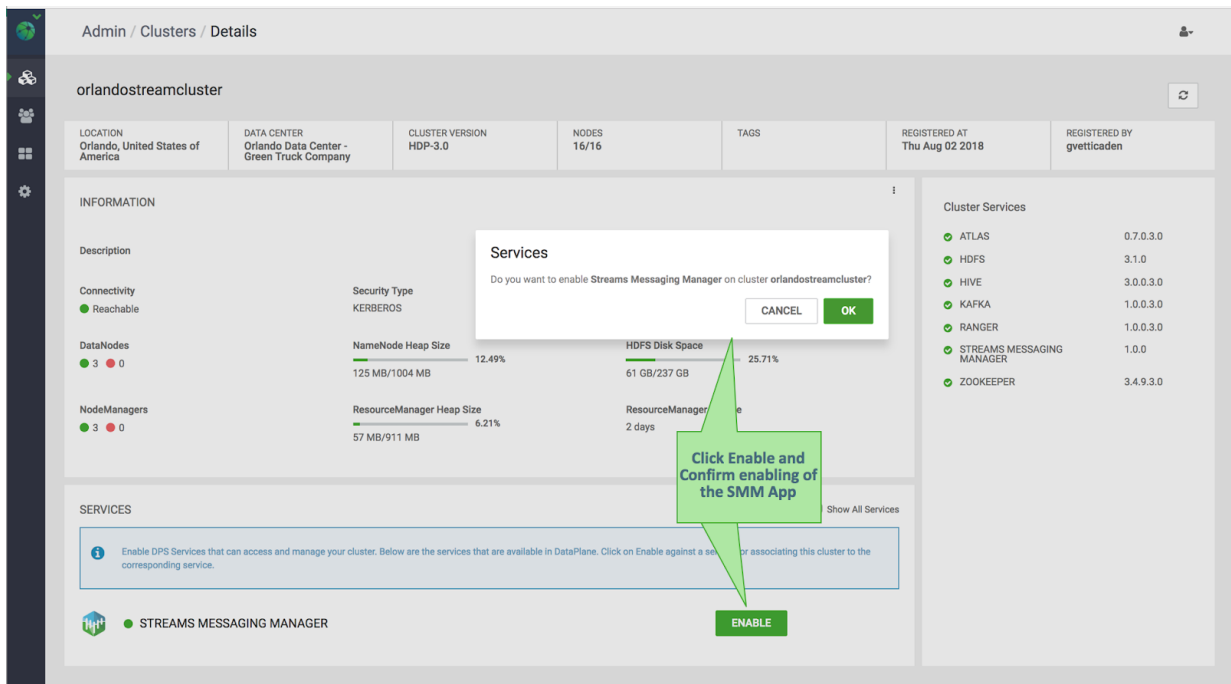 Admin / Clusters / Details
orlandostreamcluster
LOCATION
Orlando, United States of
America
DATA CENTER
Orlando Data Center -
Green Truck Company
CLUSTER VERSION
HDP-3.0
NODES
16/16
TAGS
REGISTERED AT
Thu Aug 02 2018
REGISTERED BY
gvetticaden
INFORMATION
Description
Connectivity
Reachable
Security Type
KERBEROS
DataNodes
3 0
NameNode Heap Size
12.49%
125 MB/1004 MB
HDFS Disk Space
25.71%
61 GB/237 GB
NodeManagers
3 0
ResourceManager Heap Size
6.21%
57 MB/911 MB
ResourceManager
2 days
Services
Do you want to enable Streams Messaging Manager on cluster orlandostreamcluster?
CANCEL
OK
Click Enable and
Confirm enabling of
the SMM App
Cluster Services
ATLAS 0.7.0.3.0
HDFS 3.1.0
HIVE 3.0.0.3.0
KAFKA 1.0.0.3.0
RANGER 1.0.0.3.0
STREAMS MESSAGING 1.0.0
MANAGER
ZOOKEEPER 3.4.9.3.0
SERVICES
Show All Services
Enable DPS Services that can access and manage your cluster. Below are the services that are available in DataPlane. Click on Enable against a associating this cluster to the
corresponding service.
STREAMS MESSAGING MANAGER
ENABLE